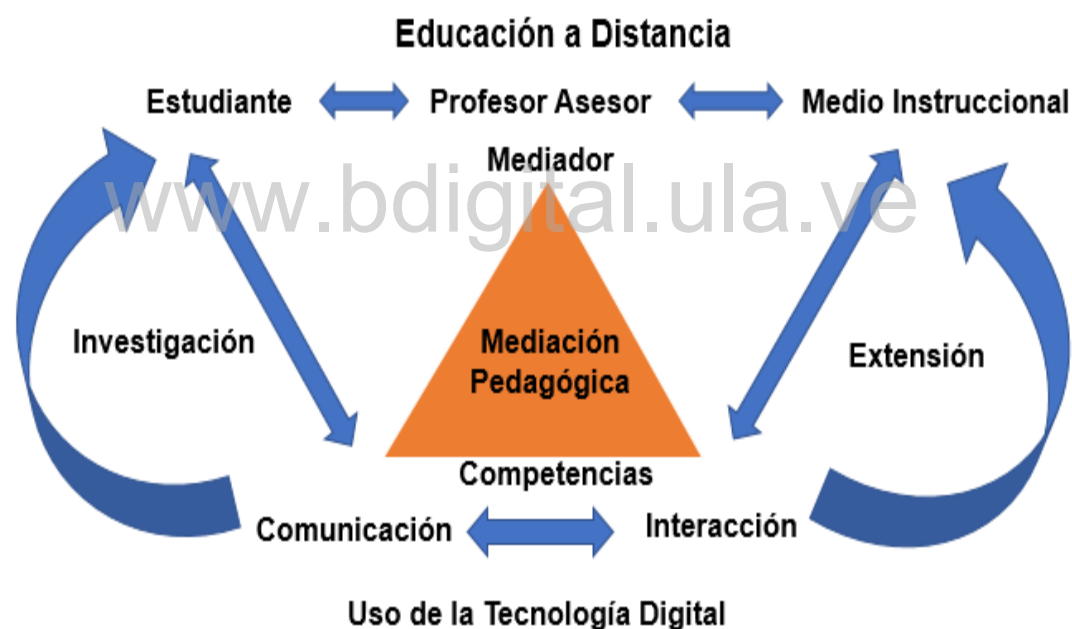 Educación a Distancia
Estudiante Profesor Asesor Medio Instruccional
Mediador
www.bdigital.ula.ve
Investigación Mediación Pedagógica Extensión
Competencias
Comunicación Interacción
Uso de la Tecnología Digital